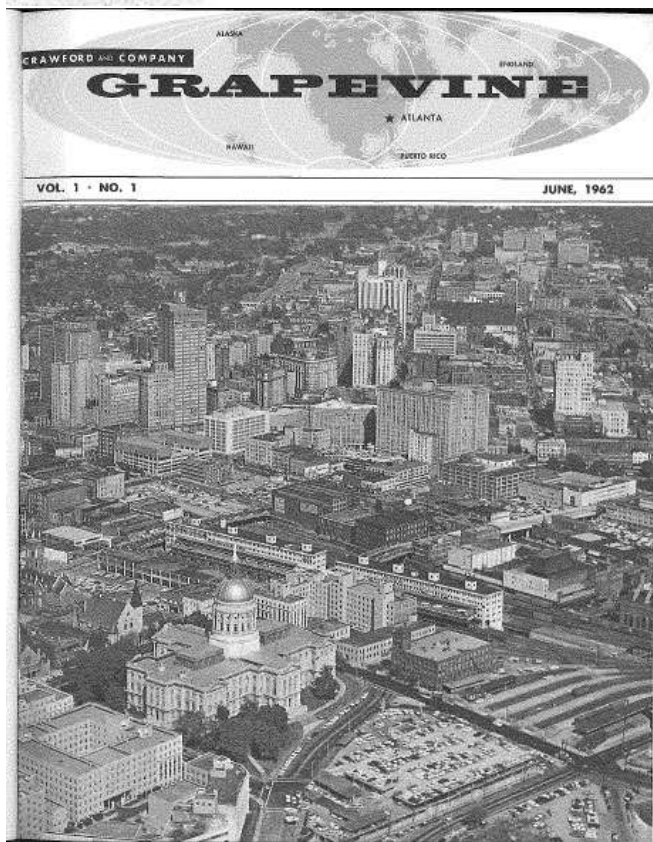 ALASKA
CRAWFORD AND COMPANY
ENGLAND
GRAPEVINE
★ ATLANTA
HAWAII
PUERTO RICO
VOL. 1 · NO. 1 JUNE, 1962